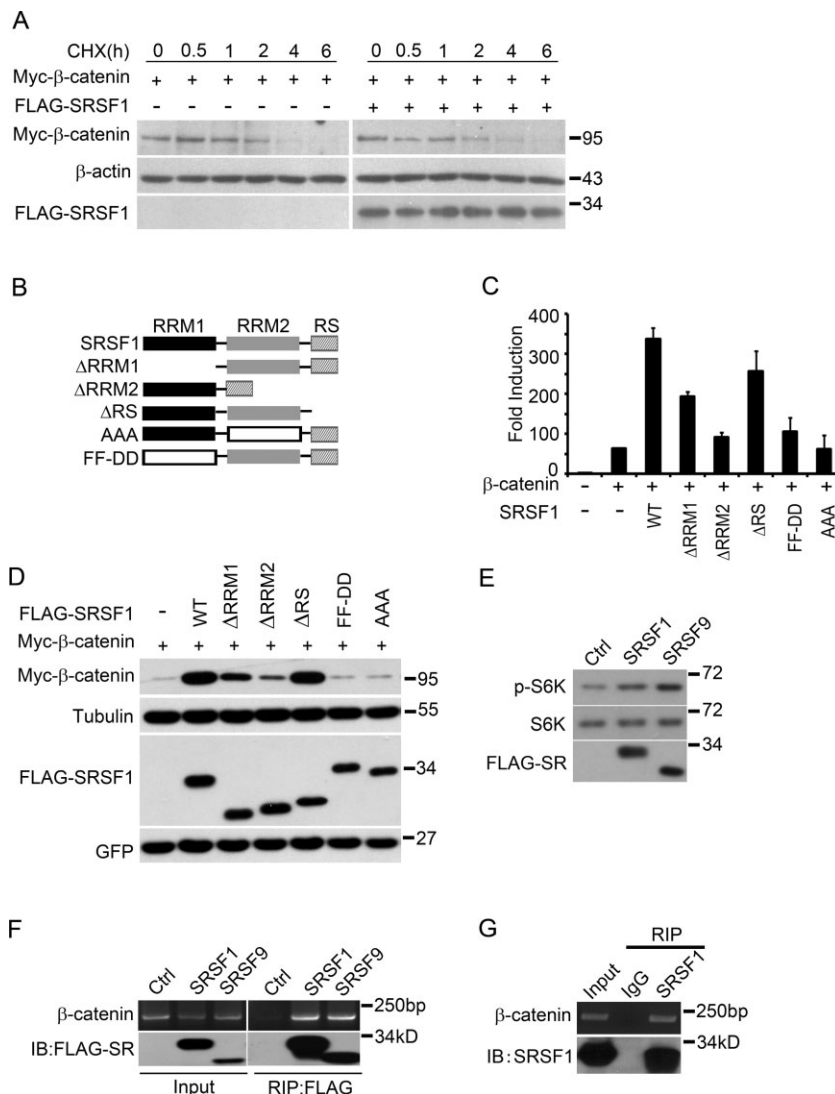 A
CHX(h) 0 0.5 1 2 4 6 0 0.5 1 2 4 6
Myc-β-catenin + + + + + + + + + + + +
FLAG-SRSF1 - - - - - - + + + + + +
Myc-β-catenin 95
β-actin 43
34
FLAG-SRSF1
B
RRM1 RRM2 RS
SRSF1
ΔRRM1
ΔRRM2
ΔRS
AAA
FF-DD
C
Fold Induction
400
300
200
100
0
β-catenin - + + + + + + +
SRSF1 - - WT ΔRRM1 ΔRRM2 ΔRS FF-DD AAA
D
FLAG-SRSF1 - WT ΔRRM1 ΔRRM2 ΔRS FF-DD AAA
Myc-β-catenin + + + + + + +
Myc-β-catenin 95
Tubulin 55
FLAG-SRSF1 34
27
GFP
E
Ctrl SRSF1 SRSF9
p-S6K 72
S6K 72
FLAG-SR 34
F
Ctrl SRSF1 SRSF9 Ctrl SRSF1 SRSF9
β-catenin 250bp
IB:FLAG-SR 34kD
Input RIP:FLAG
G
RIP
Input IgG SRSF1
β-catenin 250bp
IB:SRSF1 34kD